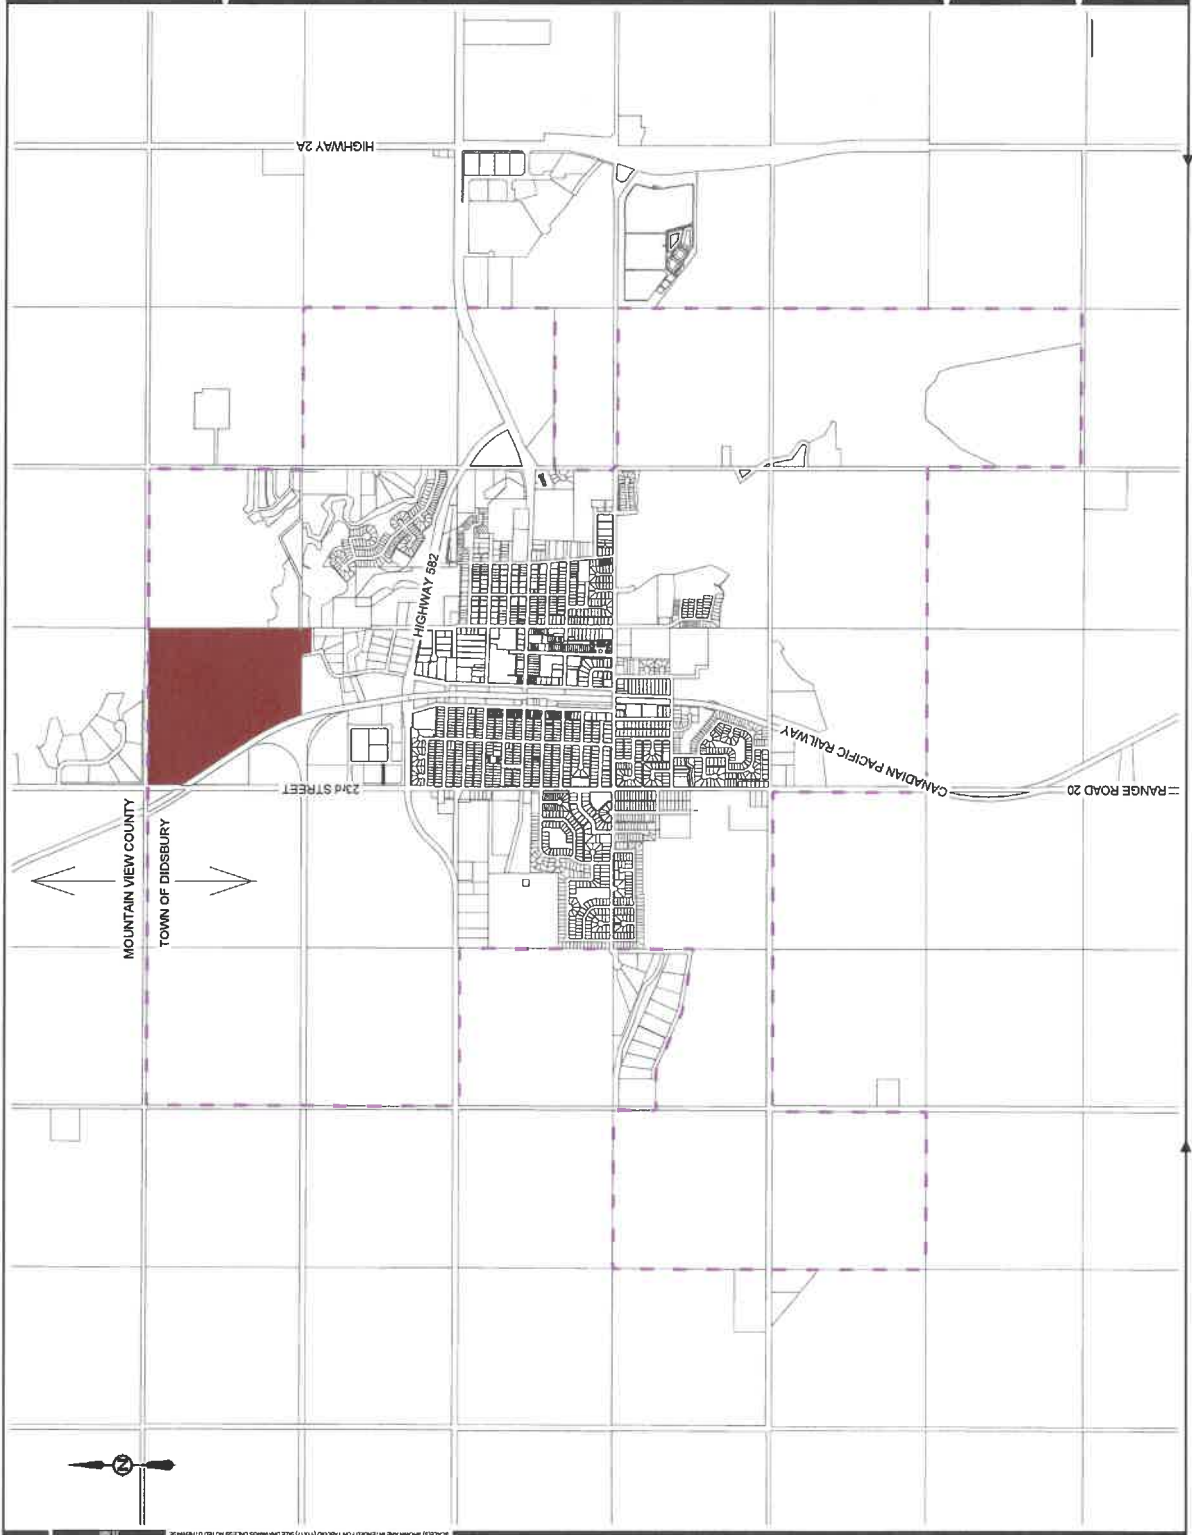 HIGHWAY 2A
HIGHWAY 582
CANADIAN PACIFIC RAILWAY
23rd STREET
RANGE ROAD 20
MOUNTAIN VIEW COUNTY
TOWN OF DIDSBURY
N